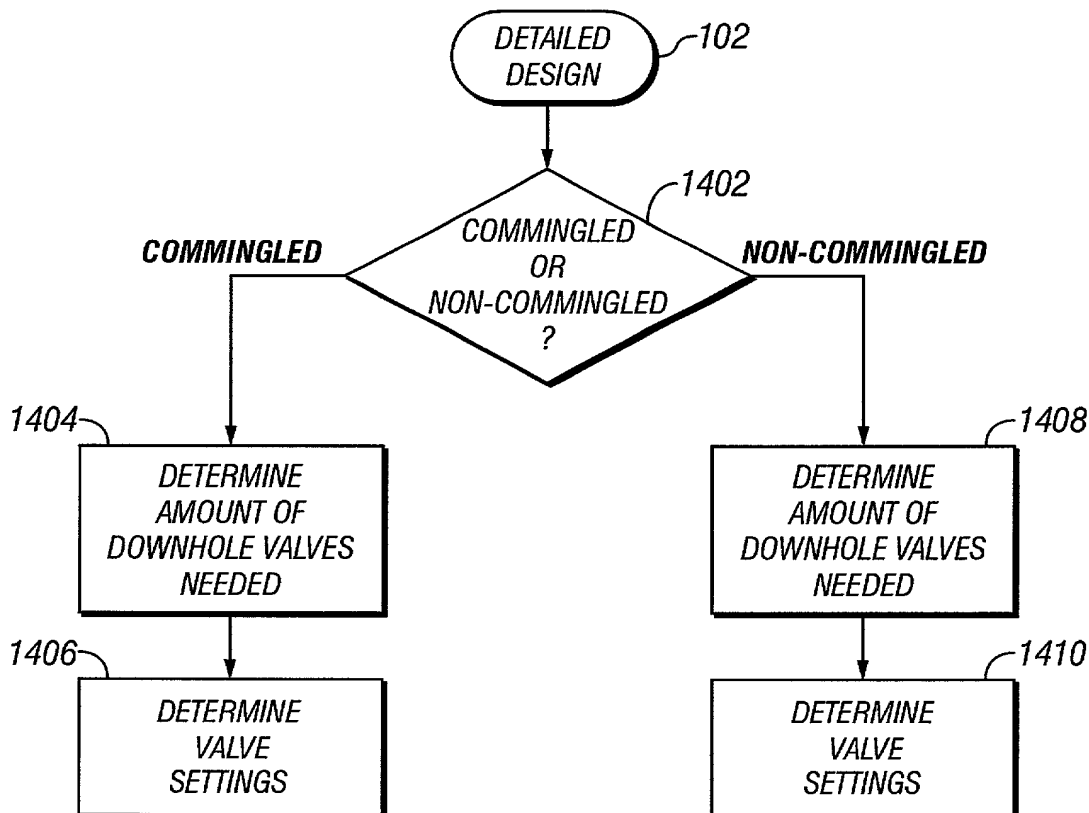 DETAILED
DESIGN
102
1402
COMMINGLED
OR
NON-COMMINGLED
?
COMMINGLED
NON-COMMINGLED
1404
DETERMINE
AMOUNT OF
DOWNHOLE VALVES
NEEDED
1408
DETERMINE
AMOUNT OF
DOWNHOLE VALVES
NEEDED
1406
DETERMINE
VALVE
SETTINGS
1410
DETERMINE
VALVE
SETTINGS